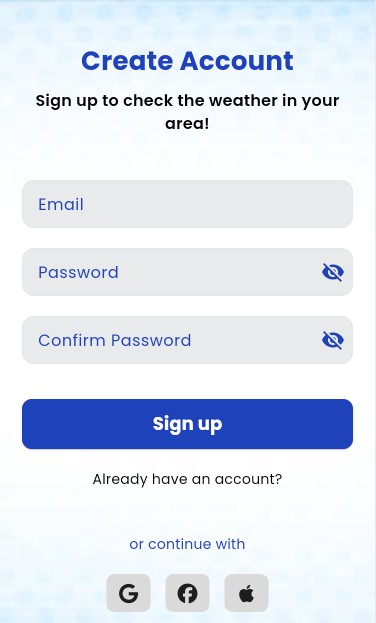 Create Account
Sign up to check the weather in your
area!
Email
Password
Confirm Password
Sign up
Already have an account?
or continue with